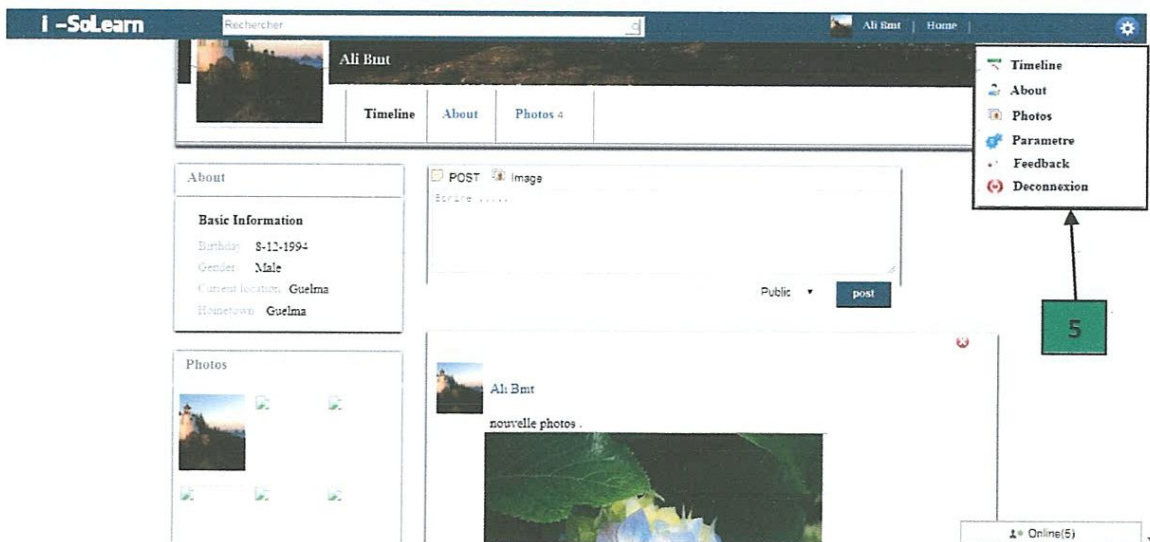 i -SoLearn
Rechercher
Ali Bmt | Home |
Ali Bmt
Timeline About Photos 4
Timeline
About
Photos
Parametre
Feedback
Deconnexion
About
Basic Information
Birthday 8-12-1994
Gender Male
Current location Guelma
Hometown Guelma
POST Image
Ecrire .....
Public post
5
Photos
Ali Bmt
nouvelle photos .
Online(5)